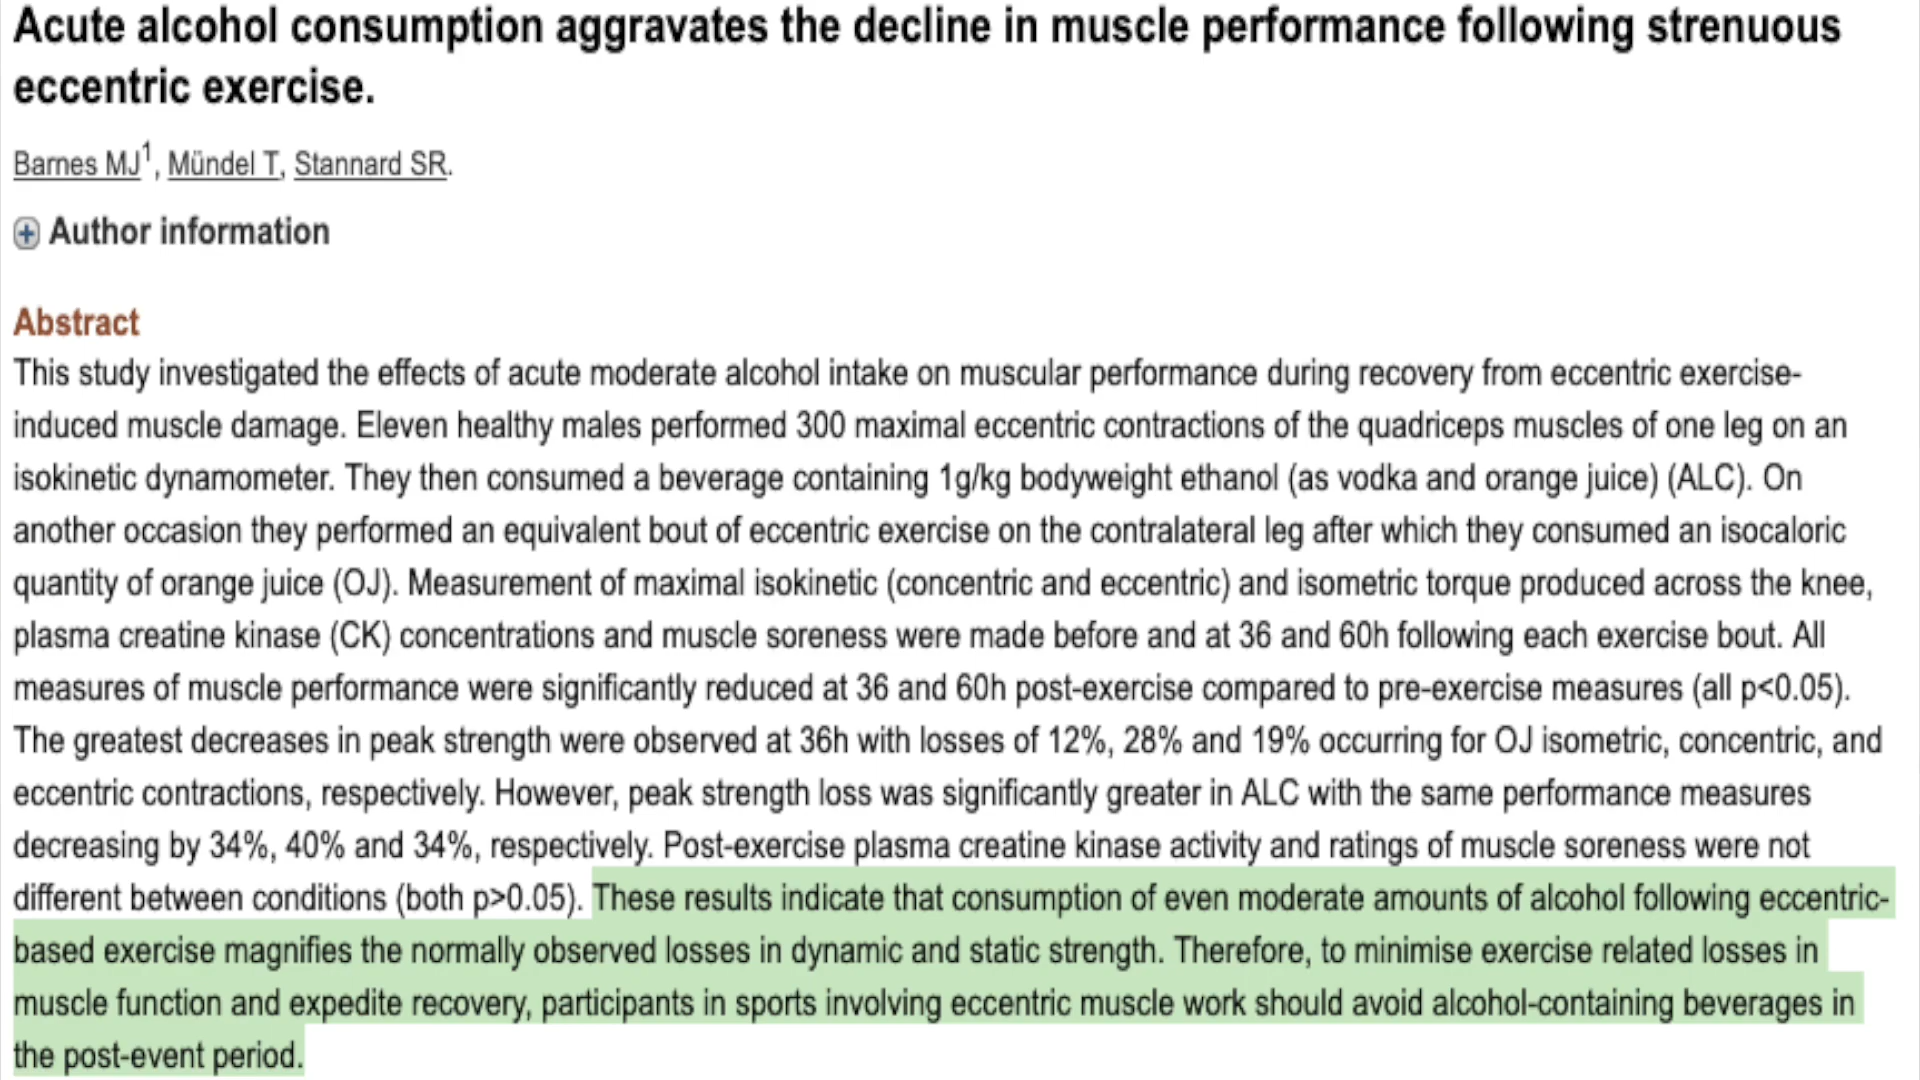 Acute alcohol consumption aggravates the decline in muscle performance following strenuous
eccentric exercise.
Barnes MJ1, Mündel T, Stannard SR.
Author information
Abstract
This study investigated the effects of acute moderate alcohol intake on muscular performance during recovery from eccentric exercise-
induced muscle damage. Eleven healthy males performed 300 maximal eccentric contractions of the quadriceps muscles of one leg on an
isokinetic dynamometer. They then consumed a beverage containing 1g/kg bodyweight ethanol (as vodka and orange juice) (ALC). On
another occasion they performed an equivalent bout of eccentric exercise on the contralateral leg after which they consumed an isocaloric
quantity of orange juice (OJ). Measurement of maximal isokinetic (concentric and eccentric) and isometric torque produced across the knee,
plasma creatine kinase (CK) concentrations and muscle soreness were made before and at 36 and 60h following each exercise bout. All
measures of muscle performance were significantly reduced at 36 and 60h post-exercise compared to pre-exercise measures (all p<0.05).
The greatest decreases in peak strength were observed at 36h with losses of 12%, 28% and 19% occurring for OJ isometric, concentric, and
eccentric contractions, respectively. However, peak strength loss was significantly greater in ALC with the same performance measures
decreasing by 34%, 40% and 34%, respectively. Post-exercise plasma creatine kinase activity and ratings of muscle soreness were not
different between conditions (both p>0.05). These results indicate that consumption of even moderate amounts of alcohol following eccentric-
based exercise magnifies the normally observed losses in dynamic and static strength. Therefore, to minimise exercise related losses in
muscle function and expedite recovery, participants in sports involving eccentric muscle work should avoid alcohol-containing beverages in
the post-event period.